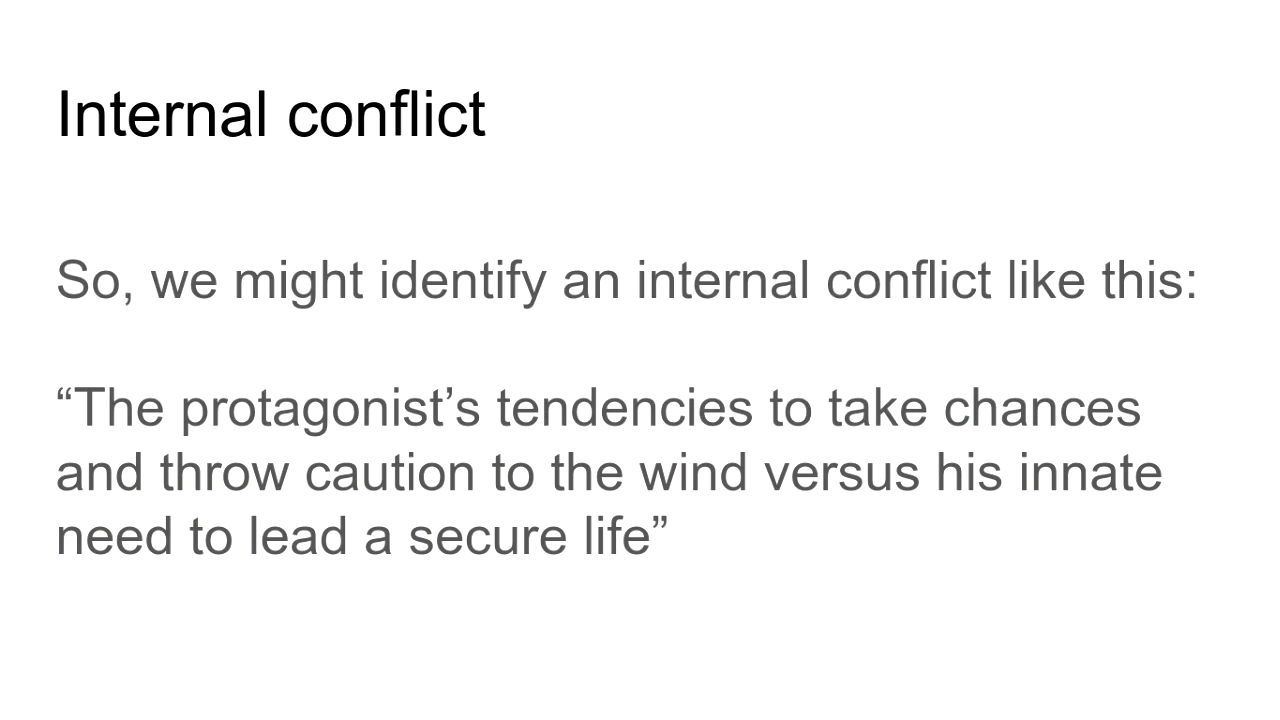 Internal conflict
So, we might identify an internal conflict like this:
“The protagonist’s tendencies to take chances
and throw caution to the wind versus his innate
need to lead a secure life”